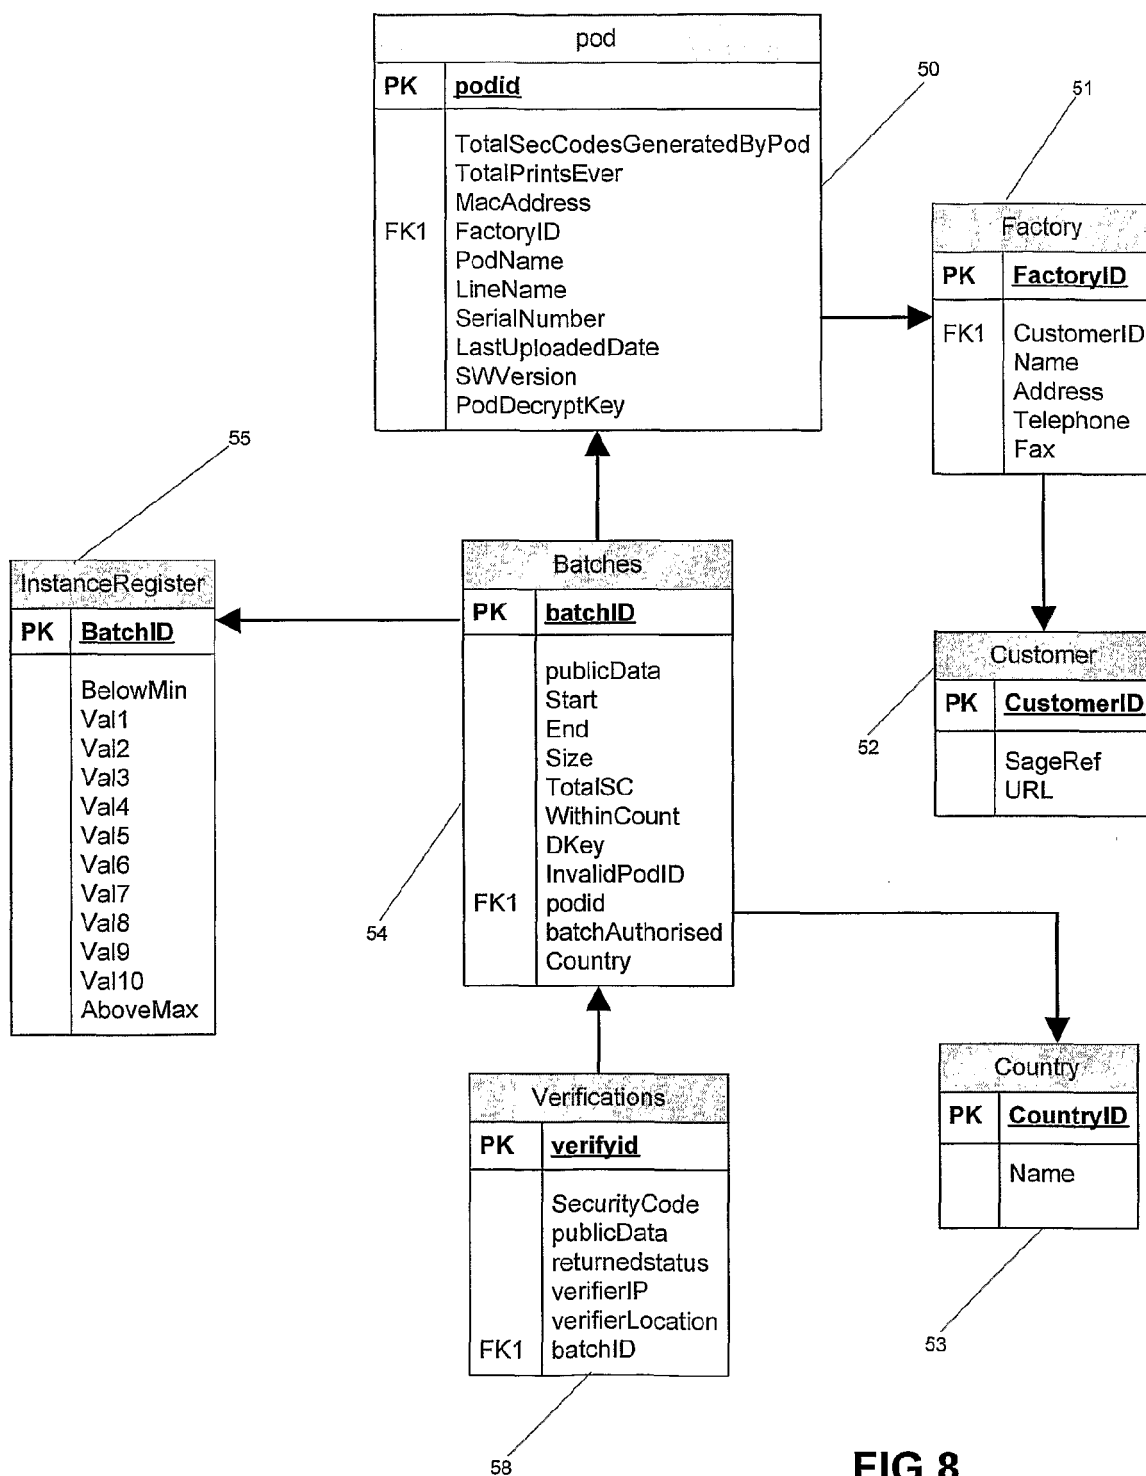 pod
PK podid
TotalSecCodesGeneratedByPod
TotalPrintsEver
MacAddress
FK1 FactoryID
PodName
LineName
SerialNumber
LastUploadedDate
SWVersion
PodDecryptKey
50
51
Factory
PK FactoryID
FK1 CustomerID
Name
Address
Telephone
Fax
55
InstanceRegister
PK BatchID
BelowMin
Val1
Val2
Val3
Val4
Val5
Val6
Val7
Val8
Val9
Val10
AboveMax
Batches
PK batchID
publicData
Start
End
Size
TotalSC
WithinCount
DKey
InvalidPodID
FK1 podid
batchAuthorised
Country
54
Customer
PK CustomerID
SageRef
URL
52
Verifications
PK verifyid
SecurityCode
publicData
returnedstatus
verifierIP
verifierLocation
FK1 batchID
58
Country
PK CountryID
Name
53
FIG 8